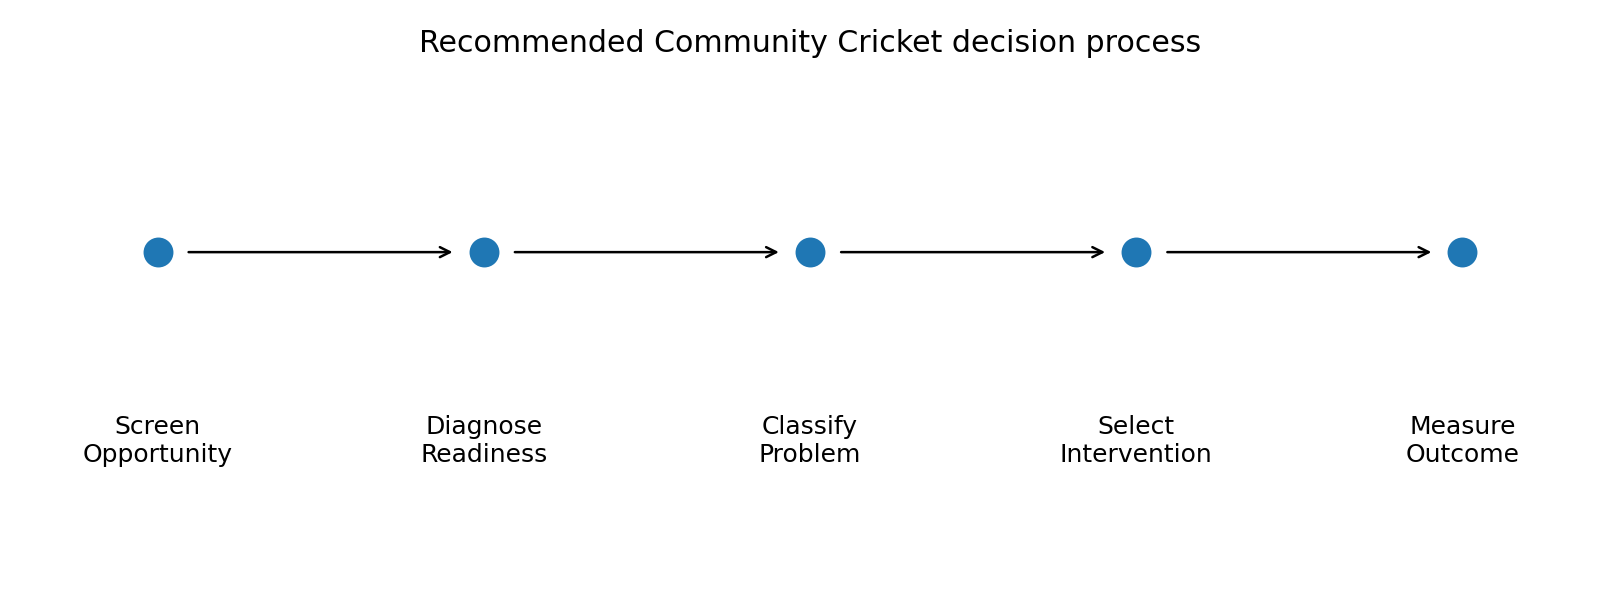 Recommended Community Cricket decision process
Screen
Opportunity
Diagnose
Readiness
Classify
Problem
Select
Intervention
Measure
Outcome